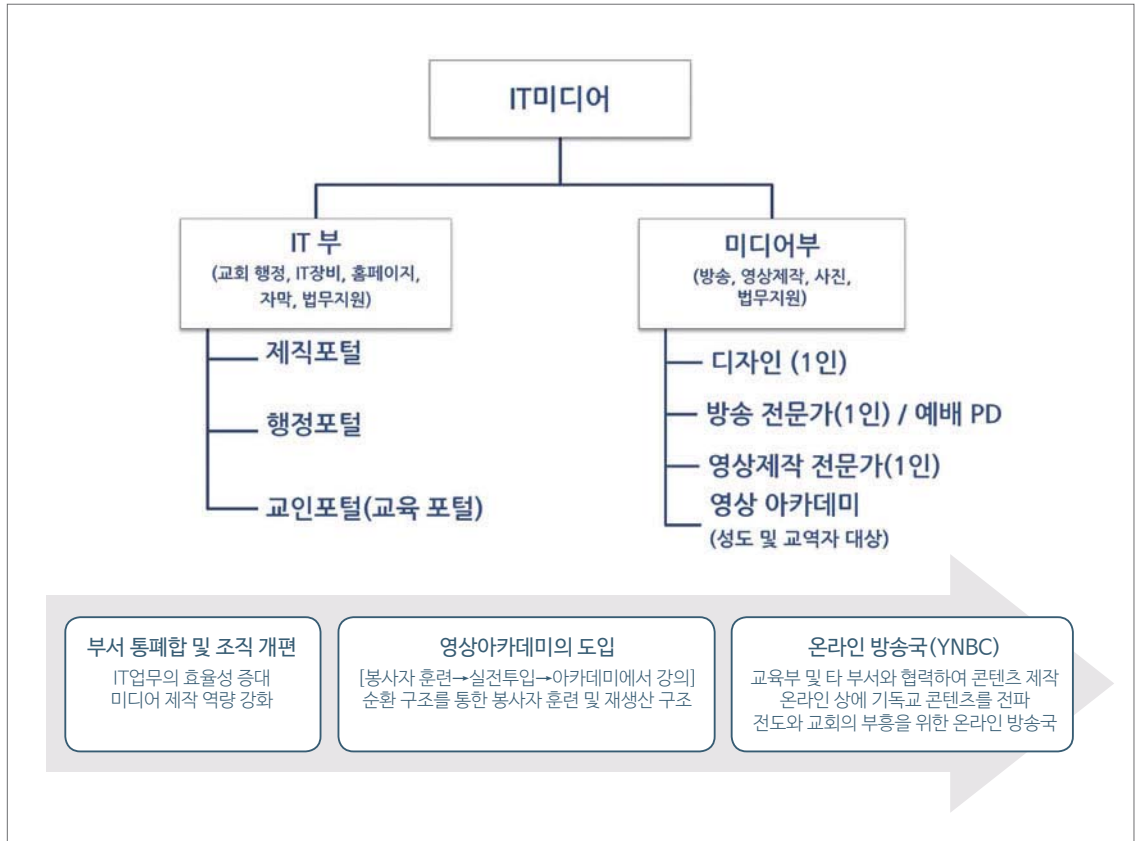 IT미디어
IT 부
(교회 행정, IT장비, 홈페이지,
자막, 법무지원)
제직포털
행정포털
교인포털(교육 포털)
미디어부
(방송, 영상제작, 사진,
법무지원)
디자인 (1인)
방송 전문가(1인) / 예배 PD
영상제작 전문가(1인)
영상 아카데미
(성도 및 교역자 대상)
부서 통폐합 및 조직 개편
IT업무의 효율성 증대
미디어 제작 역량 강화
영상아카데미의 도입
[봉사자 훈련→실전투입→아카데미에서 강의]
순환 구조를 통한 봉사자 훈련 및 재생산 구조
온라인 방송국(YNBC)
교육부 및 타 부서와 협력하여 콘텐츠 제작
온라인 상에 기독교 콘텐츠를 전파
전도와 교회의 부흥을 위한 온라인 방송국